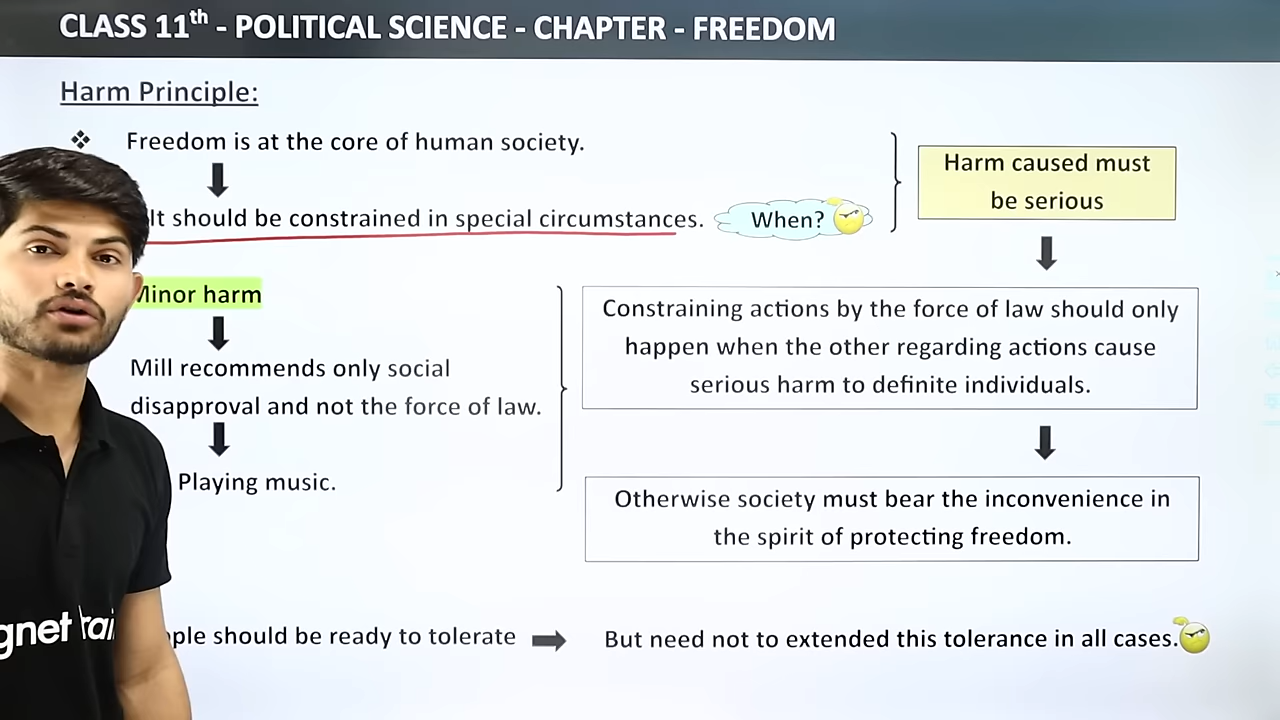 CLASS 11th - POLITICAL SCIENCE - CHAPTER - FREEDOM
Harm Principle:
❖ Freedom is at the core of human society.
It should be constrained in special circumstances.
When?
Harm caused must
be serious
Minor harm
Mill recommends only social
disapproval and not the force of law.
Playing music.
Constraining actions by the force of law should only
happen when the other regarding actions cause
serious harm to definite individuals.
Otherwise society must bear the inconvenience in
the spirit of protecting freedom.
should be ready to tolerate
But need not to extended this tolerance in all cases.